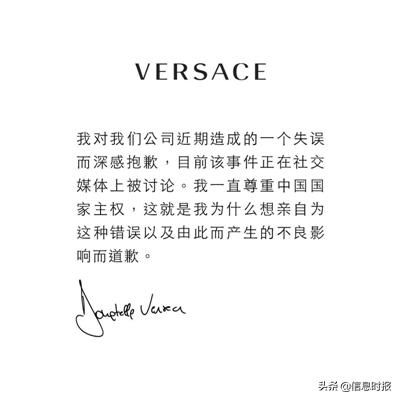 VERSACE
我对我们公司近期造成的一个失误
而深感抱歉，目前该事件正在社交
媒体上被讨论。我一直尊重中国国
家主权，这就是我为什么想亲自为
这种错误以及由此而产生的不良影
响而道歉。
Donatella Versace
头条 @信息时报